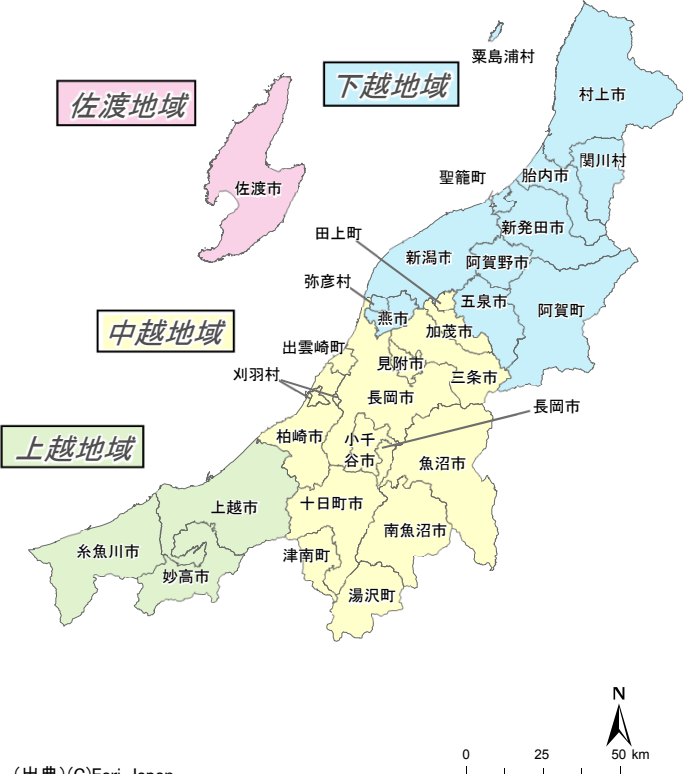 粟島浦村
下越地域
佐渡地域
村上市
関川村
胎内市
聖籠町
佐渡市
新発田市
田上町
新潟市
阿賀野市
弥彦村
五泉市
阿賀町
燕市
中越地域
加茂市
出雲崎町
見附市
刈羽村
三条市
長岡市
長岡市
柏崎市
小千
谷市
上越地域
魚沼市
十日町市
上越市
南魚沼市
糸魚川市
津南町
妙高市
湯沢町
N
0 25 50 km
(出典)(C)Esri Japan